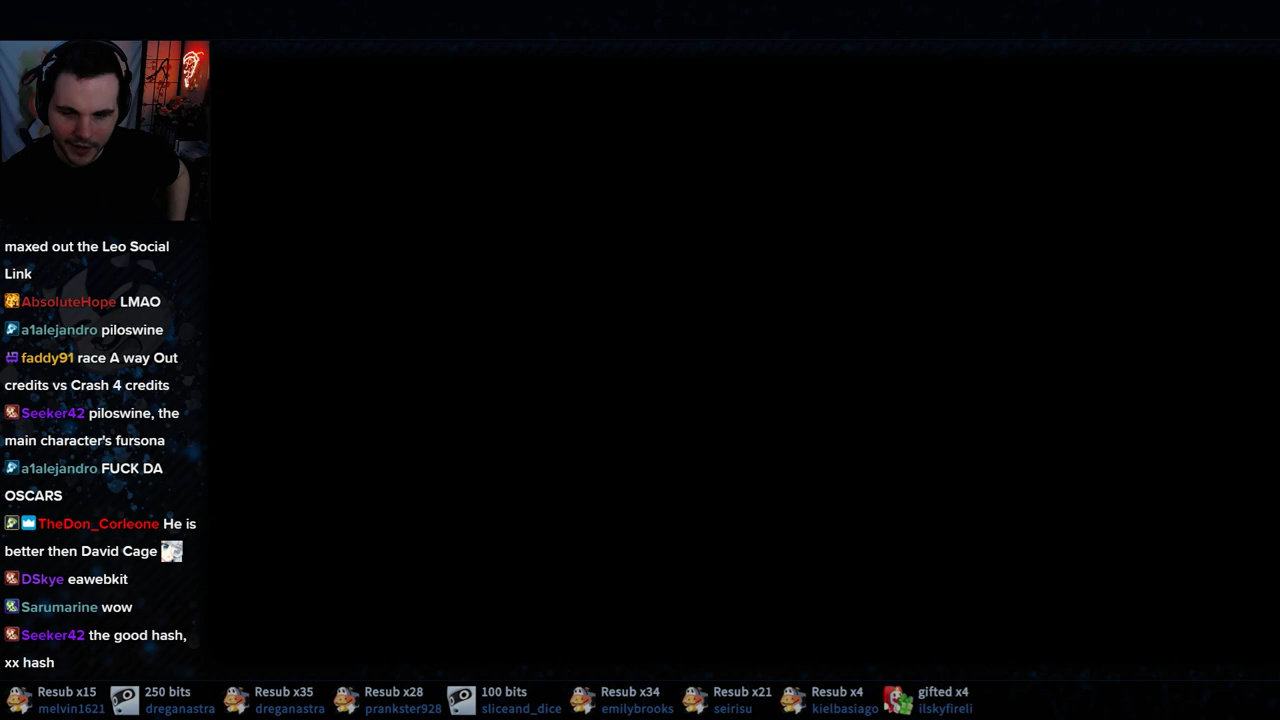 maxed out the Leo Social
Link
AbsoluteHope LMAO
a1alejandro piloswine
faddy91 race A way Out
credits vs Crash 4 credits
Seeker42 piloswine, the
main character's fursona
a1alejandro FUCK DA
OSCARS
TheDon_Corleone He is
better then David Cage
DSkye eawebkit
Sarumarine wow
Seeker42 the good hash,
xx hash
Resub x15
melvin1621
250 bits
dreganastra
Resub x35
dreganastra
Resub x28
prankster928
100 bits
sliceand_dice
Resub x34
emilybrooks
Resub x21
seirisu
Resub x4
kielbasiago
gifted x4
ilskyfireli